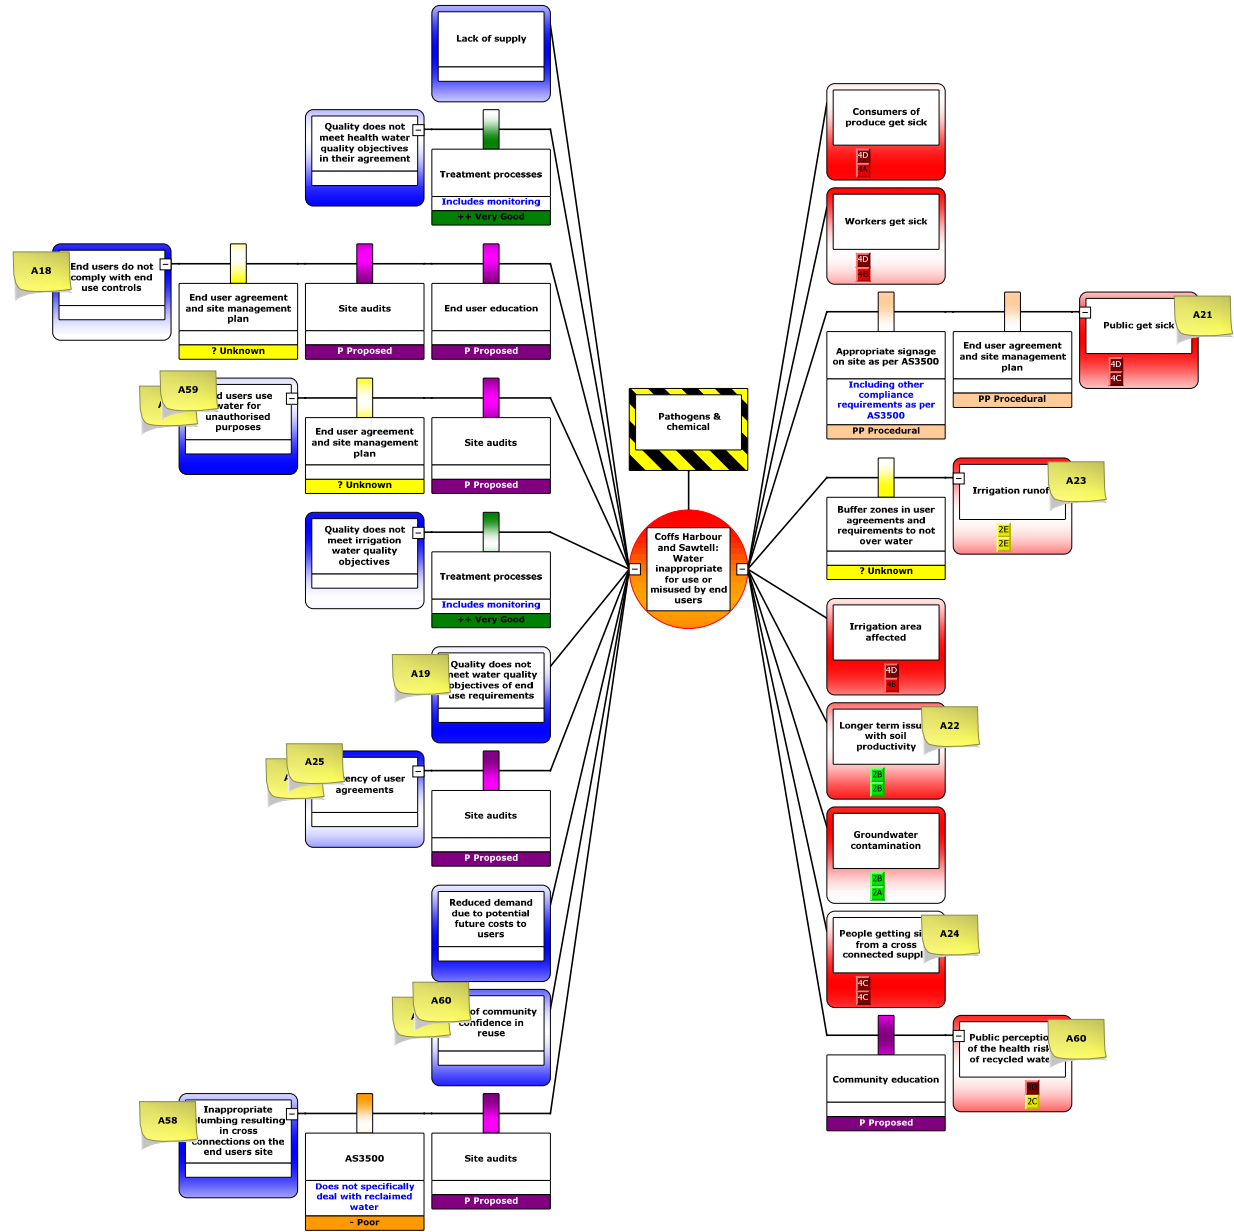 Lack of supply
Quality does not
meet health water
quality objectives
in their agreement
Treatment processes
Includes monitoring
++ Very Good
A18
End users do not
comply with end
use controls
End user agreement
and site management
plan
? Unknown
Site audits
P Proposed
End user education
P Proposed
A59
users use
water for
unauthorised
purposes
End user agreement
and site management
plan
? Unknown
Site audits
P Proposed
Quality does not
meet irrigation
water quality
objectives
Treatment processes
Includes monitoring
++ Very Good
A19
Quality does not
meet water quality
objectives of end
use requirements
A25
tency of user
agreements
Site audits
P Proposed
Reduced demand
due to potential
future costs to
users
A60
of community
confidence in
reuse
A58
Inappropriate
plumbing resulting
in cross
connections on the
end users site
AS3500
Does not specifically
deal with reclaimed
water
- Poor
Site audits
P Proposed
Pathogens &
chemical
Coffs Harbour
and Sawtell:
Water
inappropriate
for use or
misused by end
users
Consumers of
produce get sick
4D
4A
Workers get sick
4D
4B
Appropriate signage
on site as per AS3500
Including other
compliance
requirements as per
AS3500
PP Procedural
End user agreement
and site management
plan
PP Procedural
Public get sick
A21
4D
4C
Buffer zones in user
agreements and
requirements to not
over water
? Unknown
Irrigation runof
A23
2E
2E
Irrigation area
affected
4D
4E
Longer term issu
with soil
productivity
A22
2B
2B
Groundwater
contamination
2B
2A
People getting si
from a cross
connected suppl
A24
4C
4C
Community education
P Proposed
Public perceptio
of the health risk
of recycled wate
A60
2C